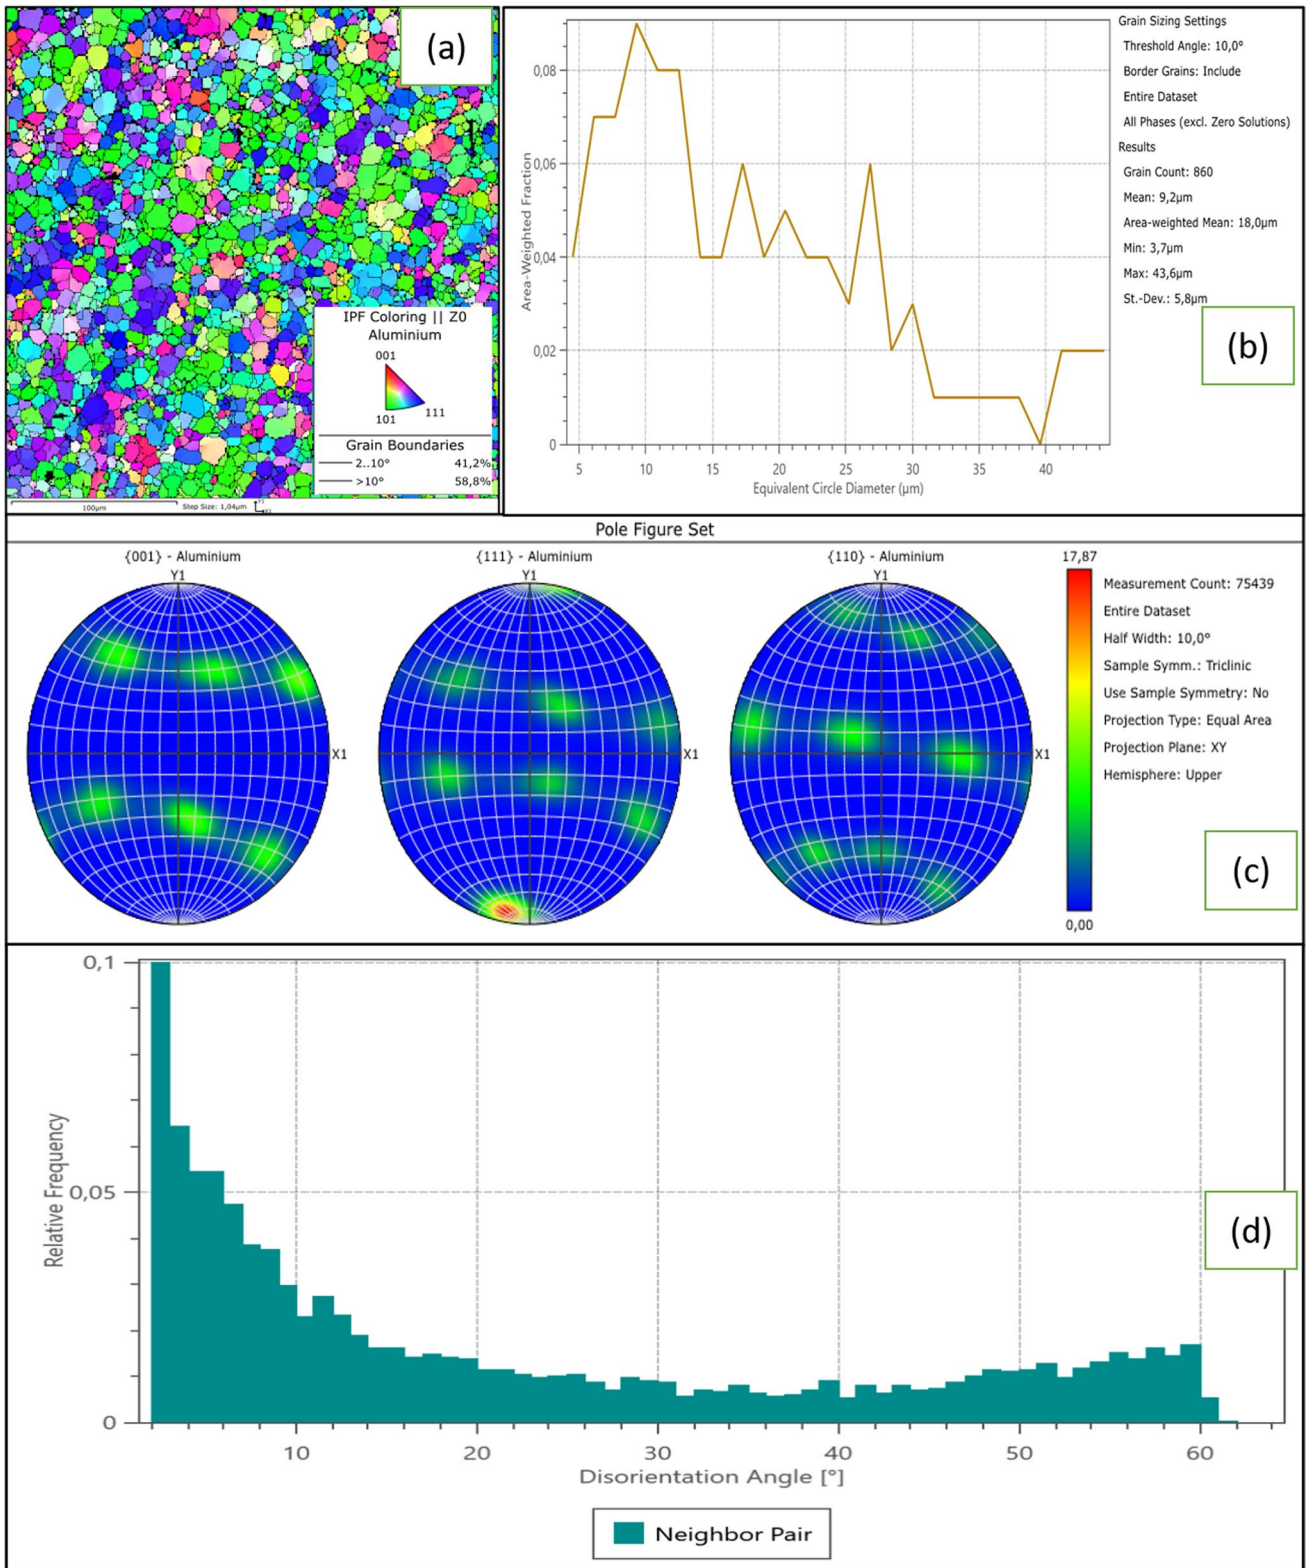 (a)
IPF Coloring || Z0
Aluminium
001
101
111
Grain Boundaries
2..10° 41,2%
>10° 58,8%
100μm
Step Size: 1,04μm
Y1
X1
Area-Weighted Fraction
0,08
0,06
0,04
0,02
0
5 10 15 20 25 30 35 40
Equivalent Circle Diameter (μm)
Grain Sizing Settings
Threshold Angle: 10,0°
Border Grains: Include
Entire Dataset
All Phases (excl. Zero Solutions)
Results
Grain Count: 860
Mean: 9,2μm
Area-weighted Mean: 18,0μm
Min: 3,7μm
Max: 43,6μm
St.-Dev.: 5,8μm
(b)
Pole Figure Set
{001} - Aluminium
Y1
X1
{111} - Aluminium
Y1
X1
{110} - Aluminium
Y1
X1
17,87
0,00
Measurement Count: 75439
Entire Dataset
Half Width: 10,0°
Sample Symm.: Triclinic
Use Sample Symmetry: No
Projection Type: Equal Area
Projection Plane: XY
Hemisphere: Upper
(c)
Relative Frequency
0,1
0,05
0
10 20 30 40 50 60
Disorientation Angle [°]
Neighbor Pair
(d)